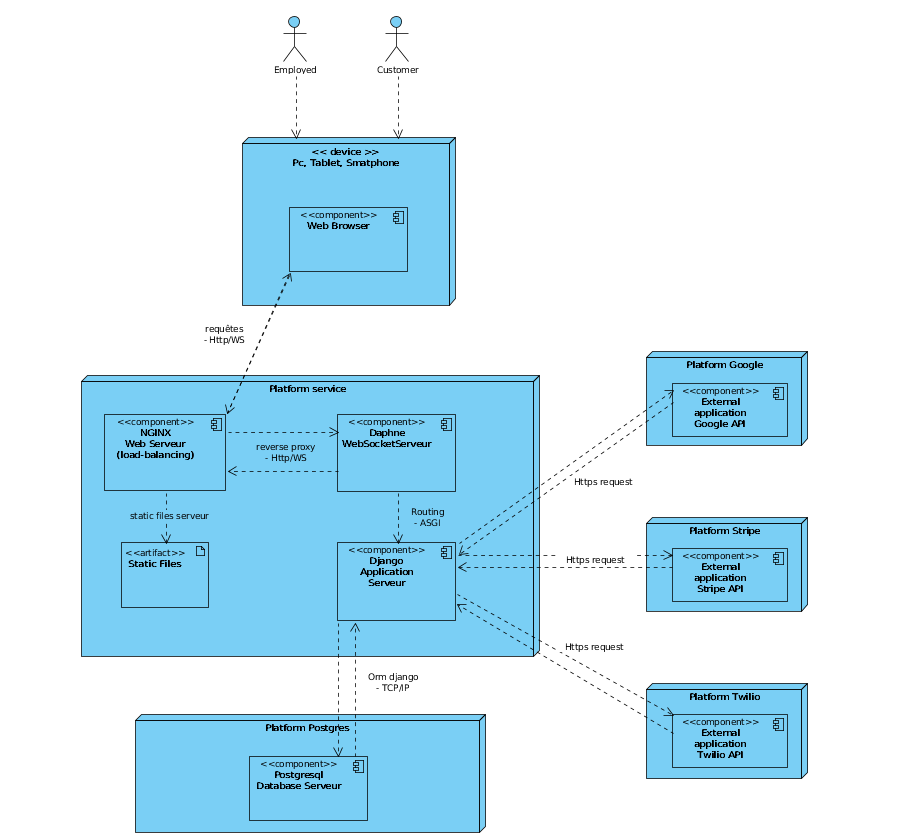 Employed
Customer
<< device >>
Pc, Tablet, Smatphone
<<component>>
Web Browser
requêtes
- Http/WS
Platform service
<<component>>
NGINX
Web Serveur
(load-balancing)
<<component>>
Daphne
WebSocketServeur
reverse proxy
- Http/WS
static files serveur
Routing
- ASGI
<<artifact>>
Static Files
<<component>>
Django
Application
Serveur
Platform Google
<<component>>
External
application
Google API
Https request
Platform Stripe
<<component>>
External
application
Stripe API
Https request
Https request
Platform Twilio
<<component>>
External
application
Twilio API
Orm django
- TCP/IP
Platform Postgres
<<component>>
Postgresql
Database Serveur